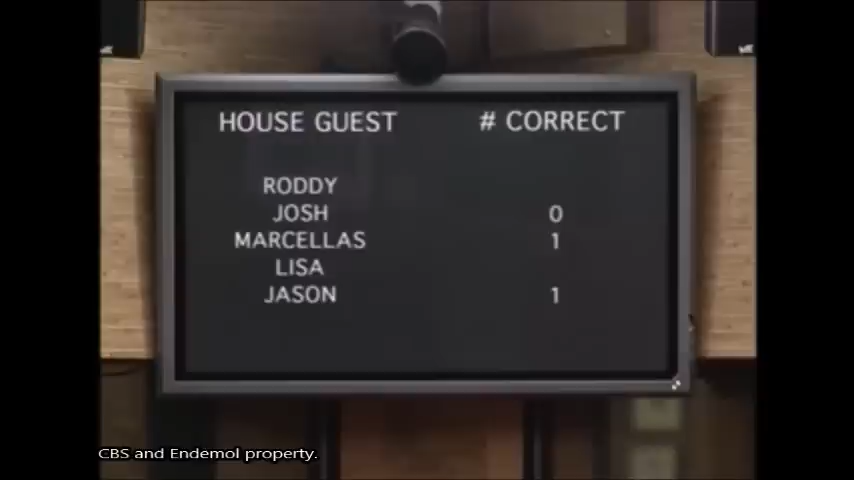 HOUSE GUEST # CORRECT
RODDY
JOSH 0
MARCELLAS 1
LISA
JASON 1
CBS and Endemol property.